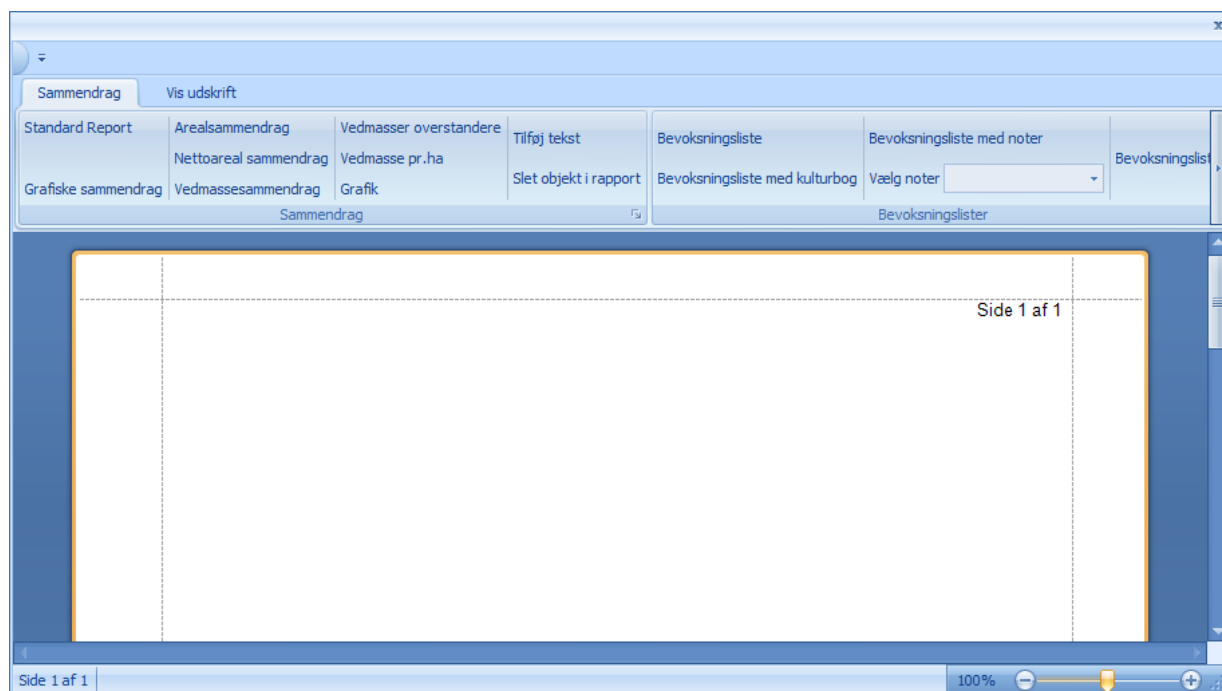 Sammendrag Vis udskrift
Standard Report Arealsammendrag Vedmasser overstandere Tilføj tekst Bevoksningsliste Bevoksningsliste med noter
Nettoareal sammendrag Vedmasse pr.ha Bevoksningslist
Grafiske sammendrag Vedmassesammendrag Grafik Slet objekt i rapport Bevoksningsliste med kulturbog Vælg noter
Sammendrag Bevoksningslister
Side 1 af 1
Side 1 af 1 100%